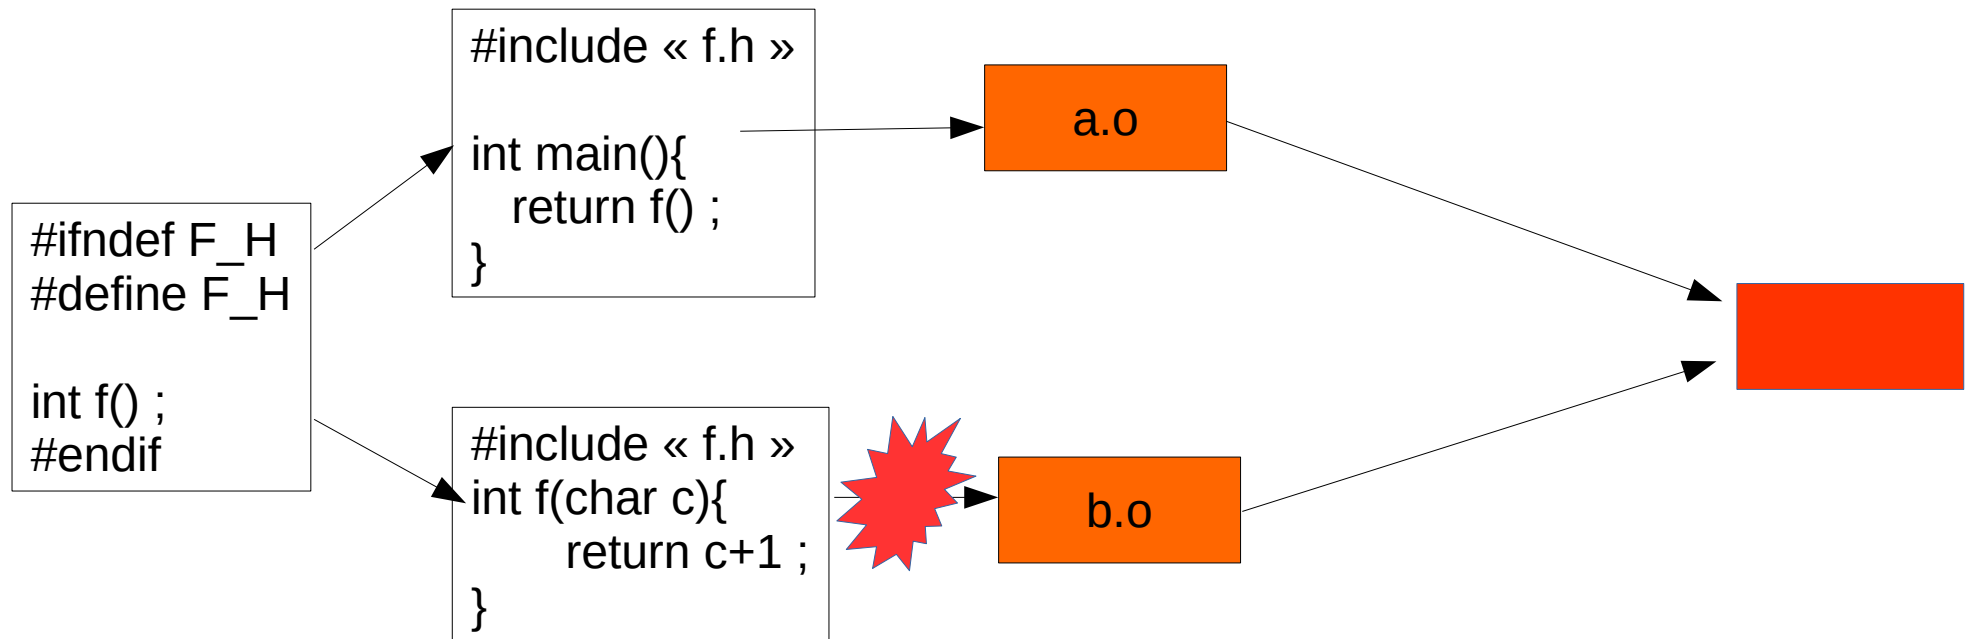 #ifndef F_H
#define F_H
int f() ;
#endif
#include « f.h »
int main(){
return f() ;
}
#include « f.h »
int f(char c){
return c+1 ;
}
a.o
b.o